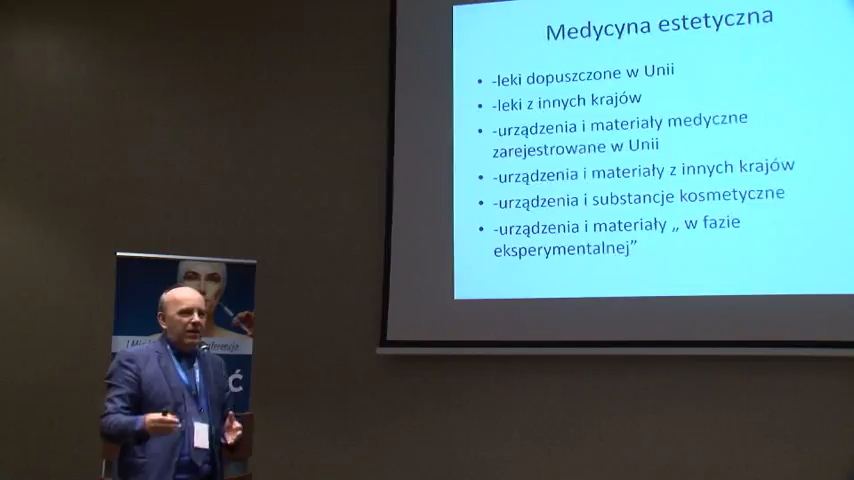 Medycyna estetyczna
• -leki dopuszczone w Unii
• -leki z innych krajów
• -urządzenia i materiały medyczne
zarejestrowane w Unii
• -urządzenia i materiały z innych krajów
• -urządzenia i substancje kosmetyczne
• -urządzenia i materiały „ w fazie
eksperymentalnej”